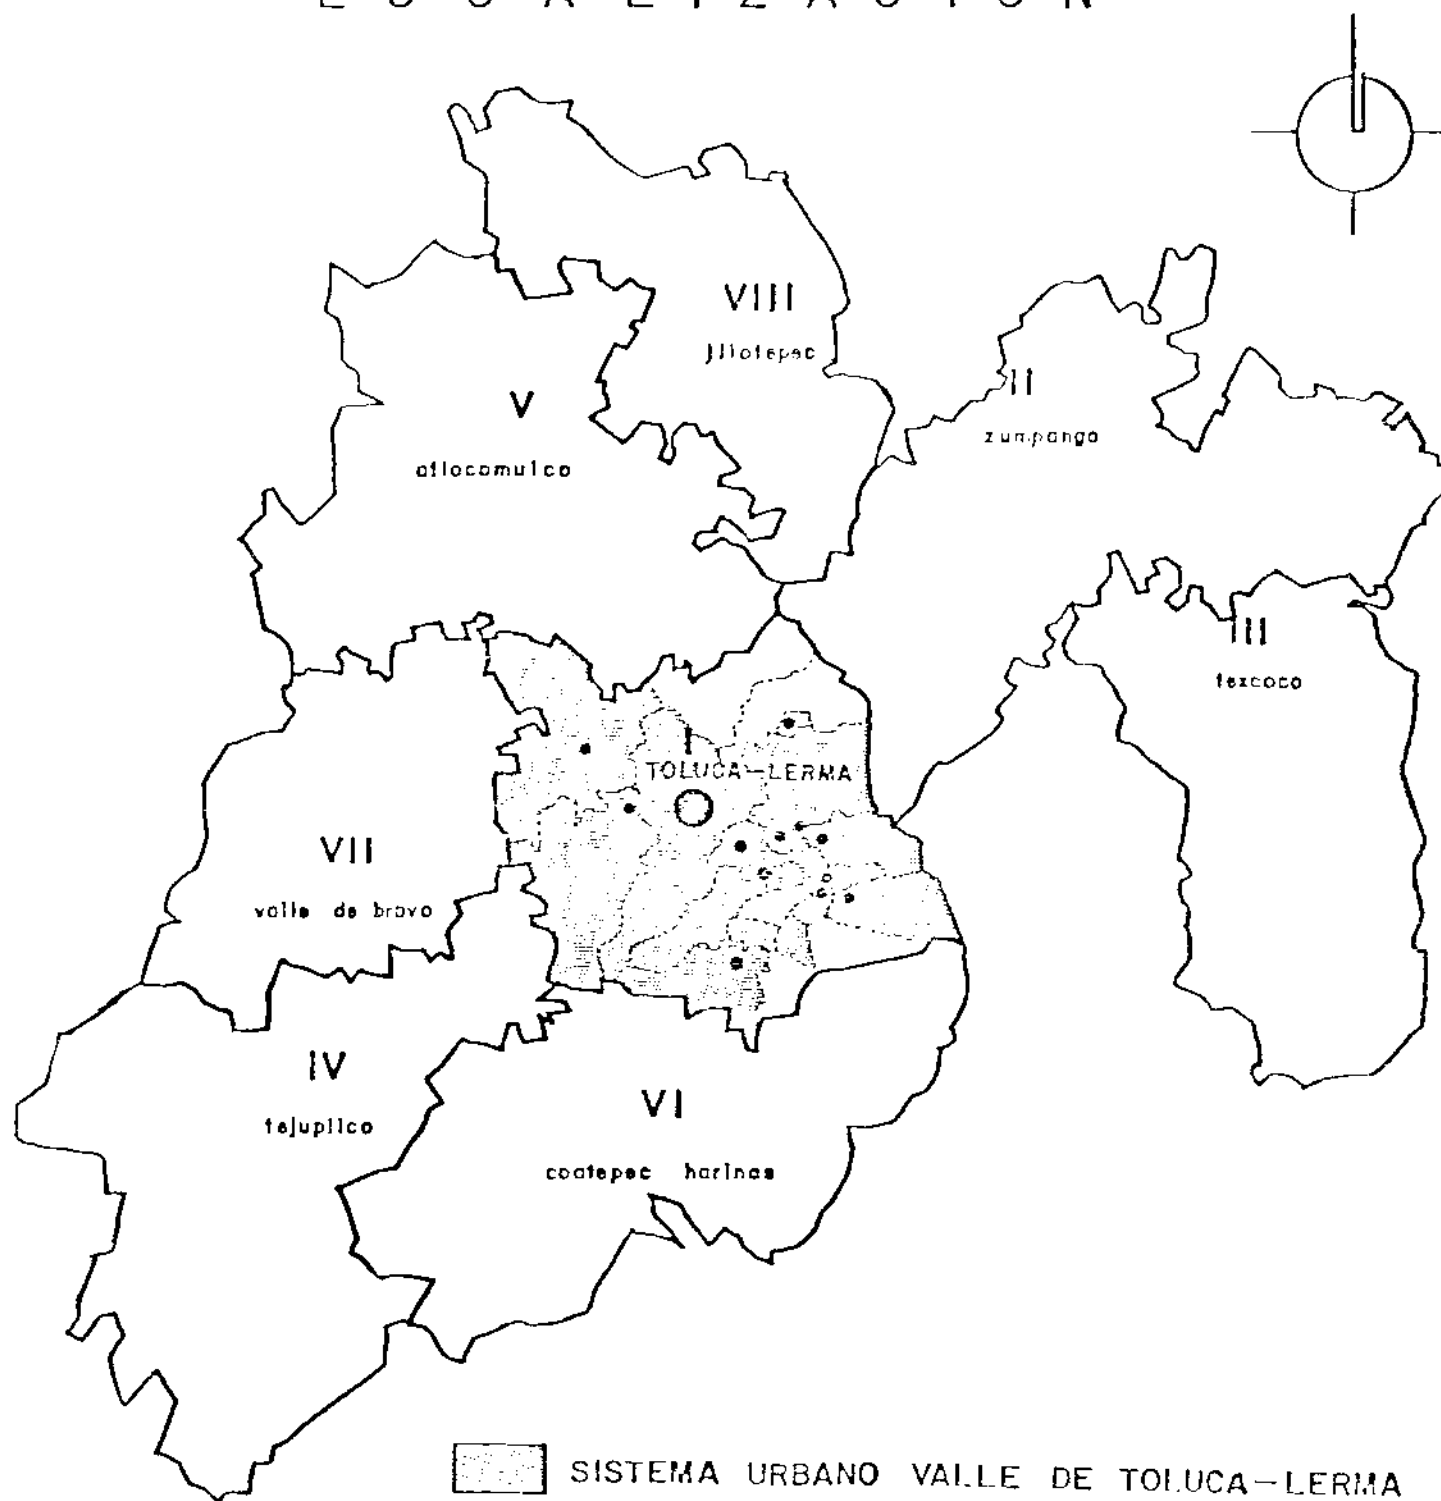 LOCALIZACION
VIII
jilotepec
II
zumpango
V
atlacomulco
III
texcoco
I
TOLUCA-LERMA
VII
valle de bravo
IV
tejupilco
VI
coatepec harinas
SISTEMA URBANO VALLE DE TOLUCA-LERMA